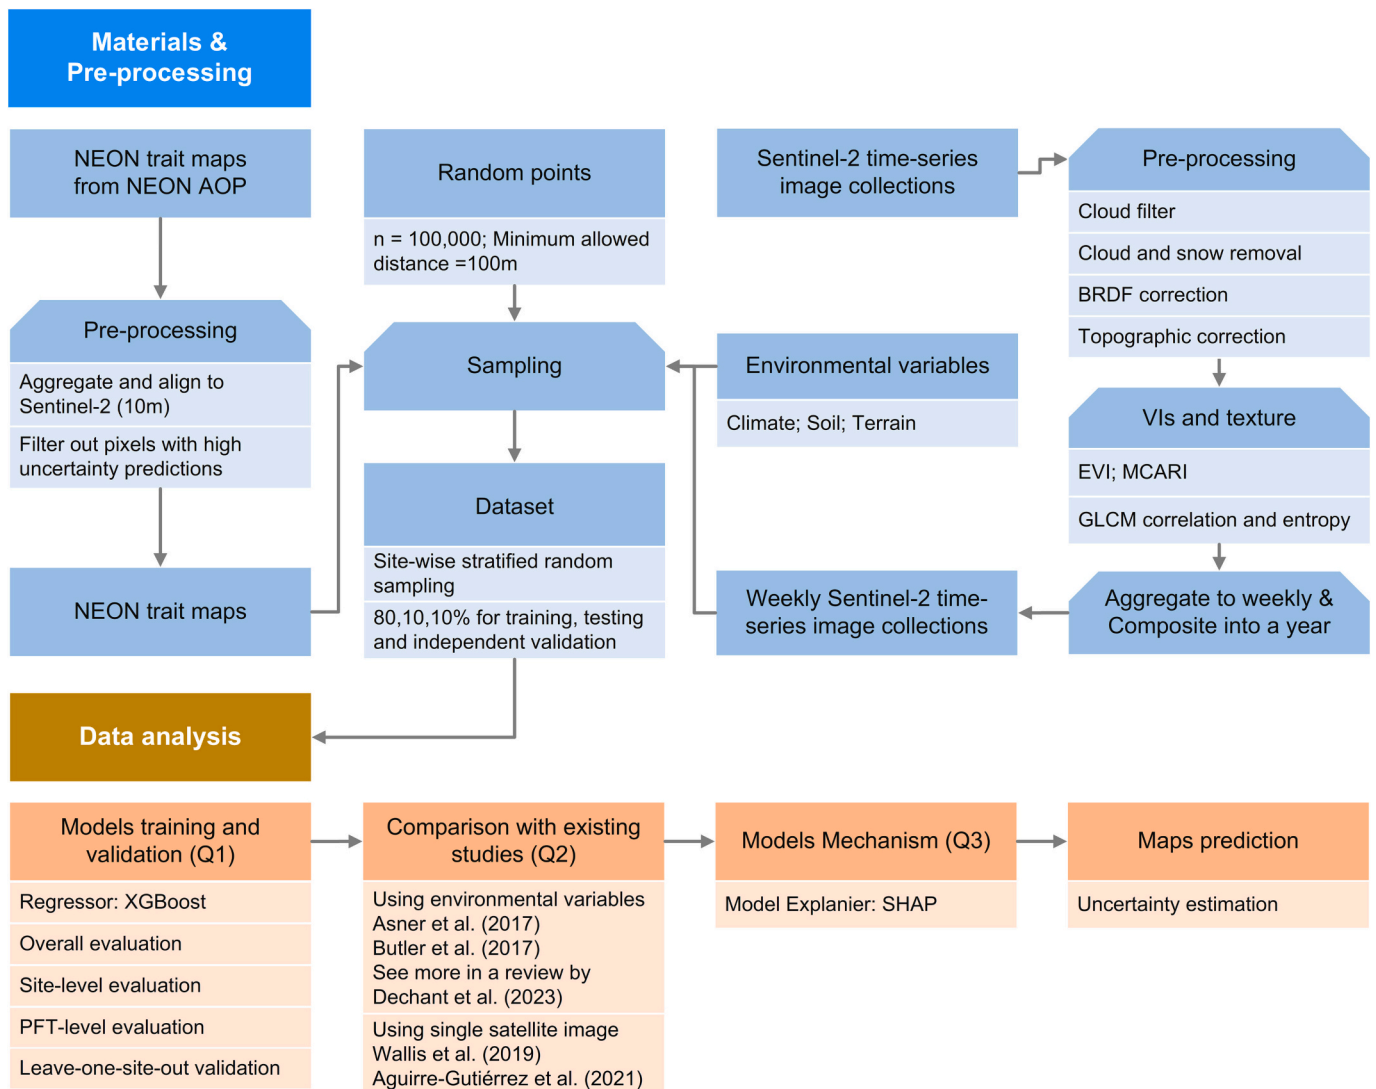 Materials &
Pre-processing
NEON trait maps
from NEON AOP
Pre-processing
Aggregate and align to
Sentinel-2 (10m)
Filter out pixels with high
uncertainty predictions
NEON trait maps
Random points
n = 100,000; Minimum allowed
distance =100m
Sampling
Dataset
Site-wise stratified random
sampling
80,10,10% for training, testing
and independent validation
Sentinel-2 time-series
image collections
Environmental variables
Climate; Soil; Terrain
Weekly Sentinel-2 time-
series image collections
Pre-processing
Cloud filter
Cloud and snow removal
BRDF correction
Topographic correction
VIs and texture
EVI; MCARI
GLCM correlation and entropy
Aggregate to weekly &
Composite into a year
Data analysis
Models training and
validation (Q1)
Regressor: XGBoost
Overall evaluation
Site-level evaluation
PFT-level evaluation
Leave-one-site-out validation
Comparison with existing
studies (Q2)
Using environmental variables
Asner et al. (2017)
Butler et al. (2017)
See more in a review by
Dechant et al. (2023)
Using single satellite image
Wallis et al. (2019)
Aguirre-Gutiérrez et al. (2021)
Models Mechanism (Q3)
Model Explanier: SHAP
Maps prediction
Uncertainty estimation